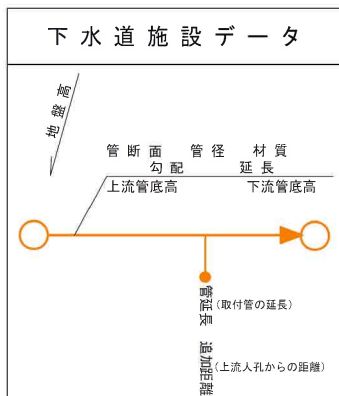 下水道施設データ
地盤高
管断面 管径 材質
勾配 延長
上流管底高 下流管底高
管延長 (取付管の延長)
追加距離 (上流人孔からの距離)